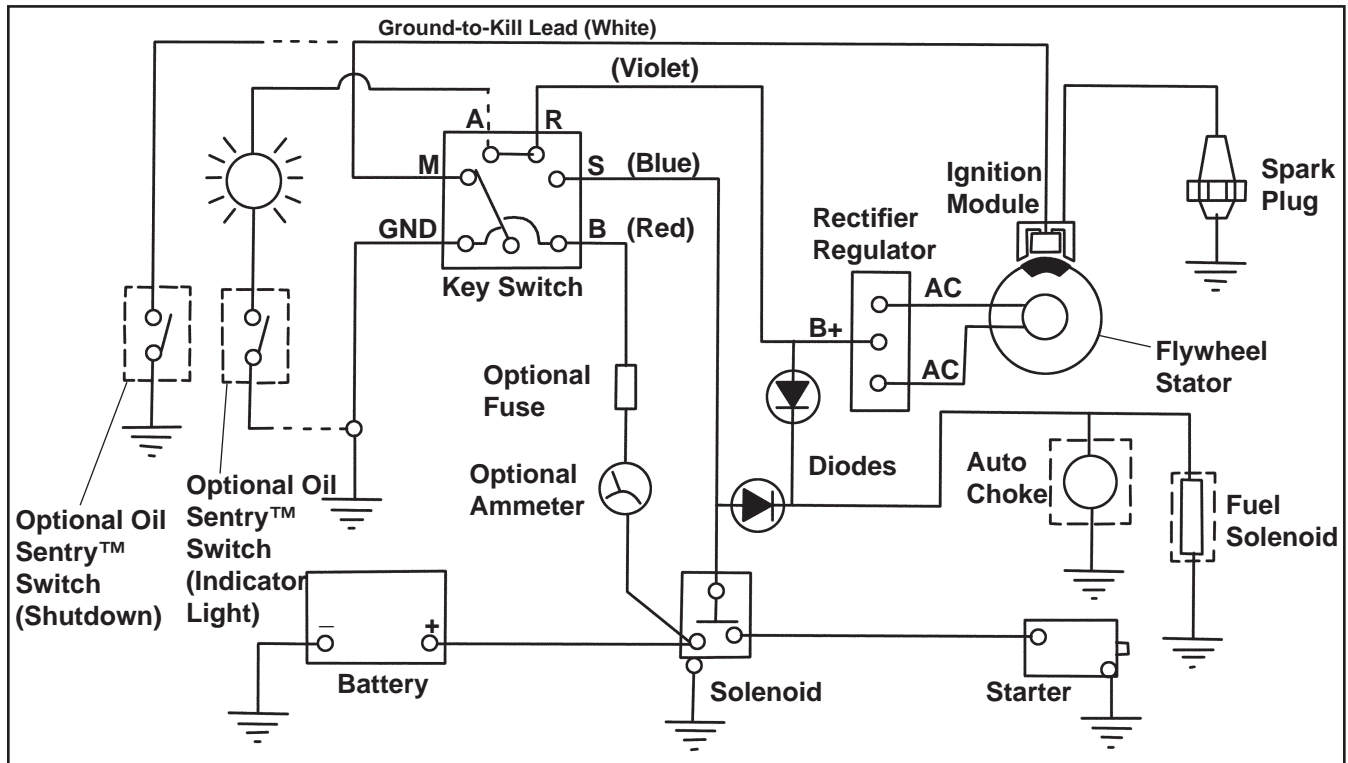 Ground-to-Kill Lead (White)
(Violet)
A
R
M
S
(Blue)
GND
B
(Red)
Key Switch
Ignition
Module
Spark
Plug
Rectifier
Regulator
AC
B+
AC
Flywheel
Stator
Optional
Fuse
Optional
Ammeter
Diodes
Auto
Choke
Fuel
Solenoid
Optional Oil
Sentry™
Switch
(Shutdown)
Optional Oil
Sentry™
Switch
(Indicator
Light)
–
+
Battery
Solenoid
Starter